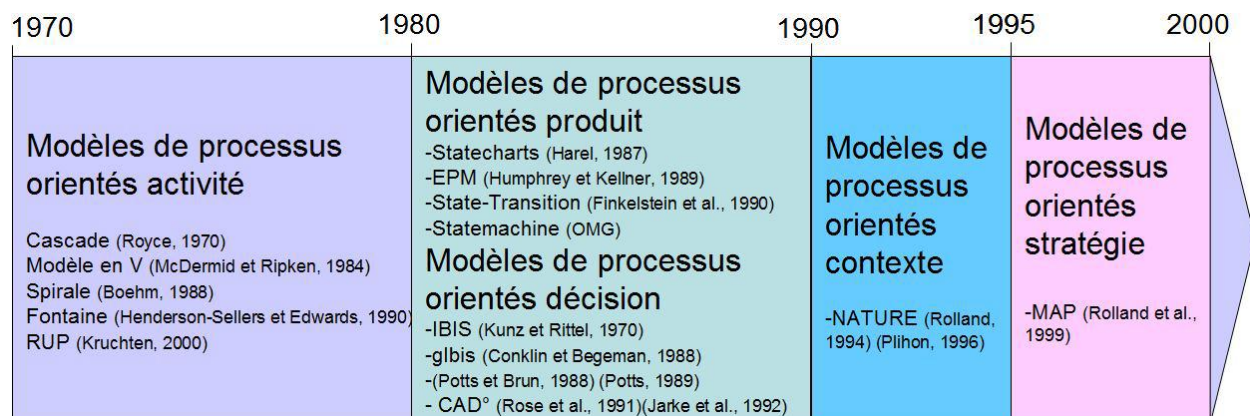 1970
1980
1990
1995
2000
Modèles de processus
orientés activité
Cascade (Royce, 1970)
Modèle en V (McDermid et Ripken, 1984)
Spirale (Boehm, 1988)
Fontaine (Henderson-Sellers et Edwards, 1990)
RUP (Kruchten, 2000)
Modèles de processus
orientés produit
-Statecharts (Harel, 1987)
-EPM (Humphrey et Kellner, 1989)
-State-Transition (Finkelstein et al., 1990)
-Statemachine (OMG)
Modèles de processus
orientés décision
-IBIS (Kunz et Rittel, 1970)
-gIbis (Conklin et Begeman, 1988)
-(Potts et Brun, 1988) (Potts, 1989)
- CAD° (Rose et al., 1991)(Jarke et al., 1992)
Modèles de
processus
orientés
contexte
-NATURE (Rolland,
1994) (Plihon, 1996)
Modèles de
processus
orientés
stratégie
-MAP (Rolland et al.,
1999)